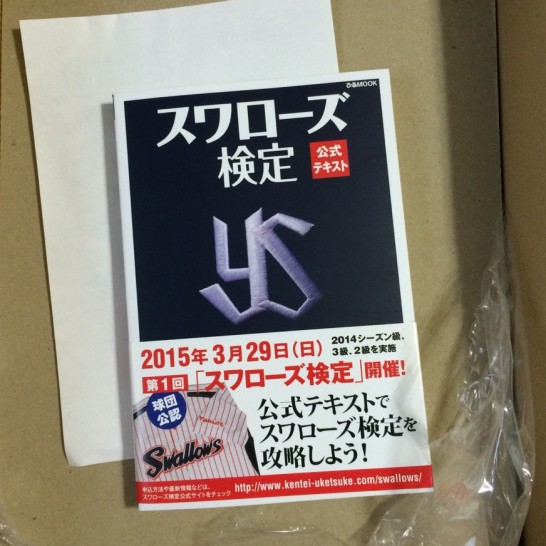 ぴあMOOK
スワローズ
検定
公式
テキスト
YS
2015年3月29日(日)
2014シーズン級、
3級、2級を実施
第1回「スワローズ検定」開催!
球団
公認
Yakult
Swallows
公式テキストで
スワローズ検定を
攻略しよう!
申込方法や最新情報などは、
スワローズ検定公式サイトをチェック
http://www.kentei-uketsuke.com/swallows/